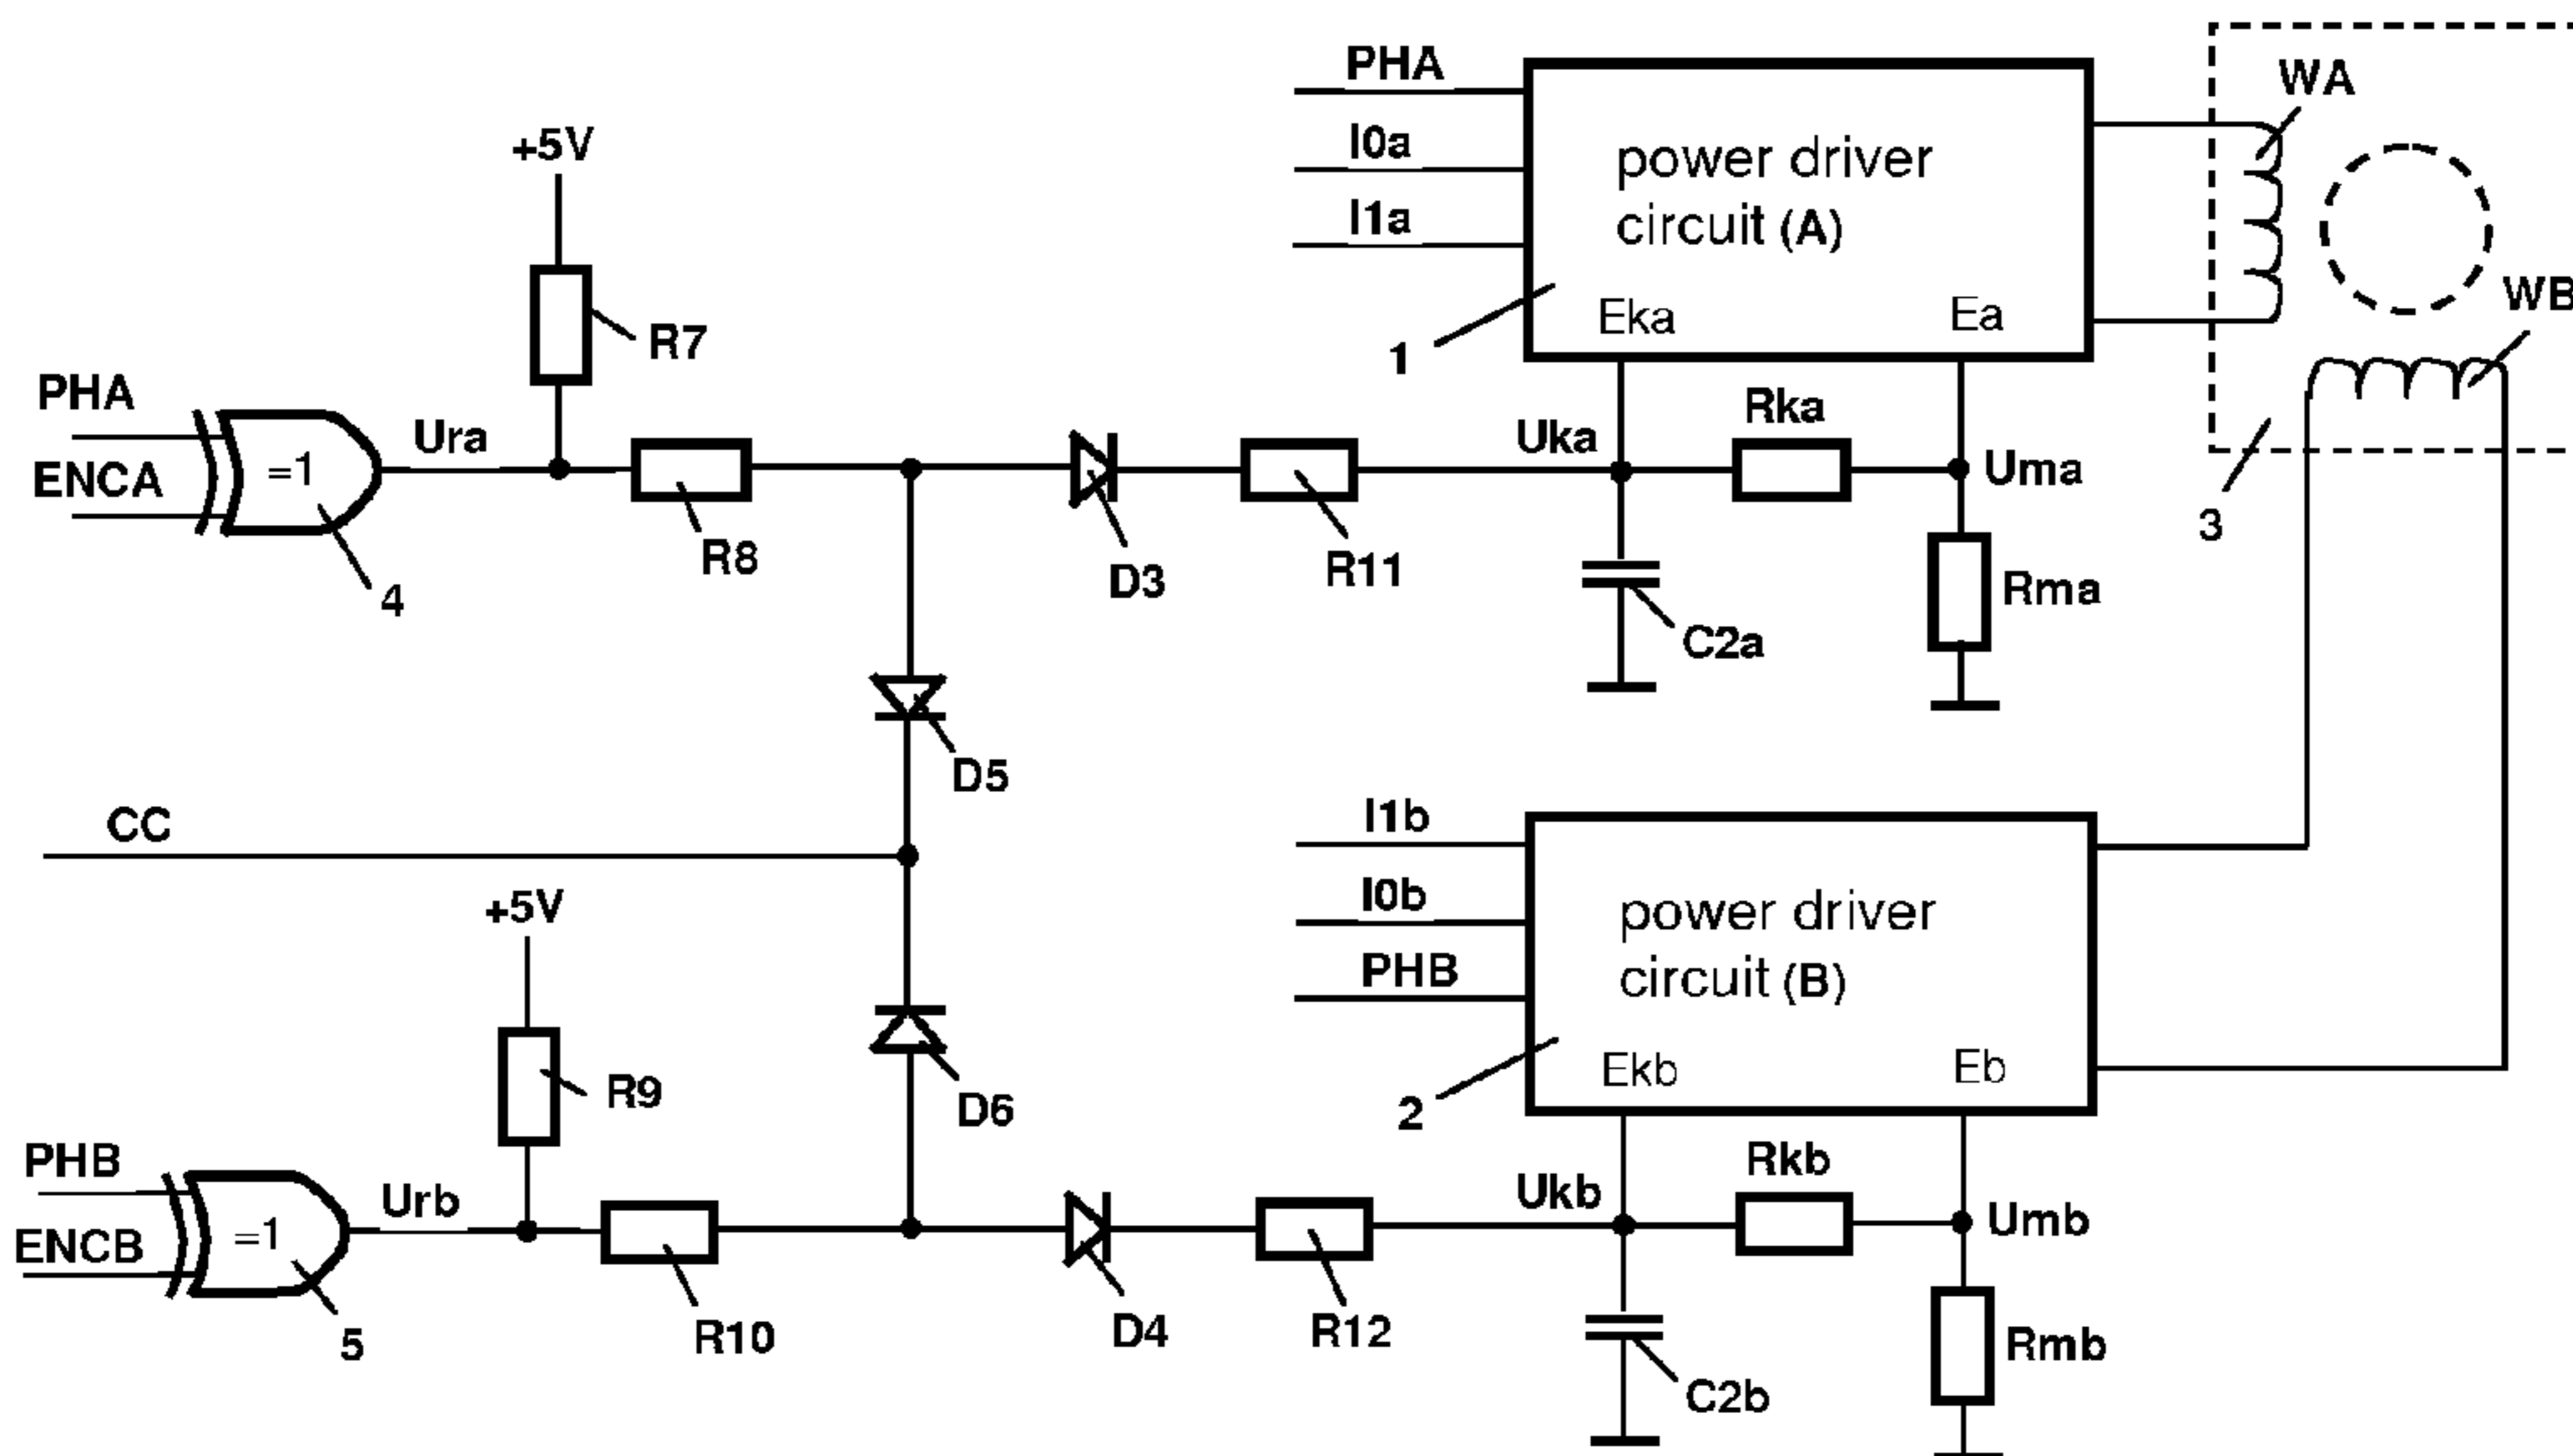 PHA
I0a
I1a
power driver
circuit (A)
Eka
Ea
1
WA
WB
3
+5V
R7
PHA
ENCA
=1
4
Ura
R8
D3
R11
Uka
Rka
Uma
Rma
C2a
D5
CC
D6
I1b
I0b
PHB
power driver
circuit (B)
Ekb
Eb
2
+5V
R9
PHB
ENCB
=1
5
Urb
R10
D4
R12
Ukb
Rkb
Umb
Rmb
C2b